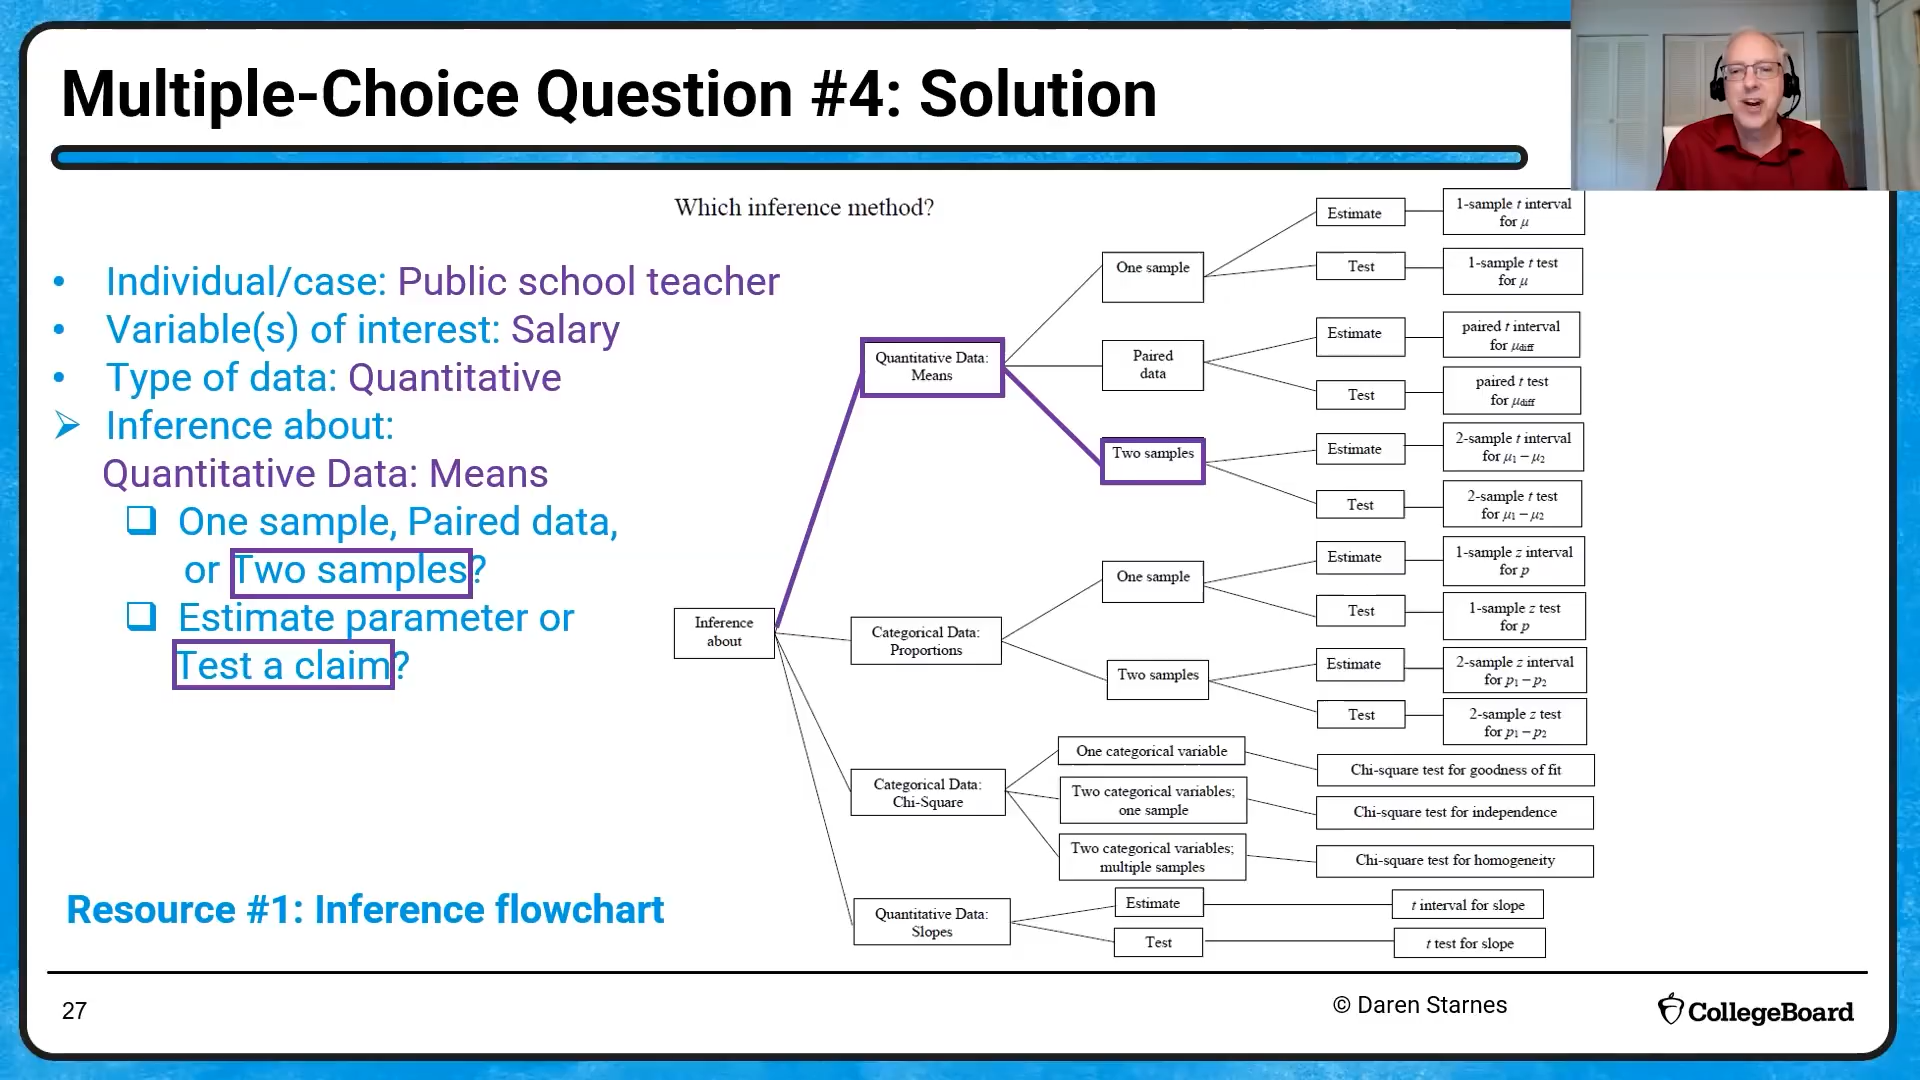 Multiple-Choice Question #4: Solution
Which inference method?
• Individual/case: Public school teacher
• Variable(s) of interest: Salary
• Type of data: Quantitative
➢ Inference about:
Quantitative Data: Means
❑ One sample, Paired data,
or Two samples?
❑ Estimate parameter or
Test a claim?
Resource #1: Inference flowchart
Inference
about
Quantitative Data:
Means
One sample
Estimate
1-sample t interval
for μ
Test
1-sample t test
for μ
Paired
data
Estimate
paired t interval
for μdiff
Test
paired t test
for μdiff
Two samples
Estimate
2-sample t interval
for μ1 − μ2
Test
2-sample t test
for μ1 − μ2
Categorical Data:
Proportions
One sample
Estimate
1-sample z interval
for p
Test
1-sample z test
for p
Two samples
Estimate
2-sample z interval
for p1 − p2
Test
2-sample z test
for p1 − p2
Categorical Data:
Chi-Square
One categorical variable
Chi-square test for goodness of fit
Two categorical variables;
one sample
Chi-square test for independence
Two categorical variables;
multiple samples
Chi-square test for homogeneity
Quantitative Data:
Slopes
Estimate
t interval for slope
Test
t test for slope
27
© Daren Starnes
CollegeBoard